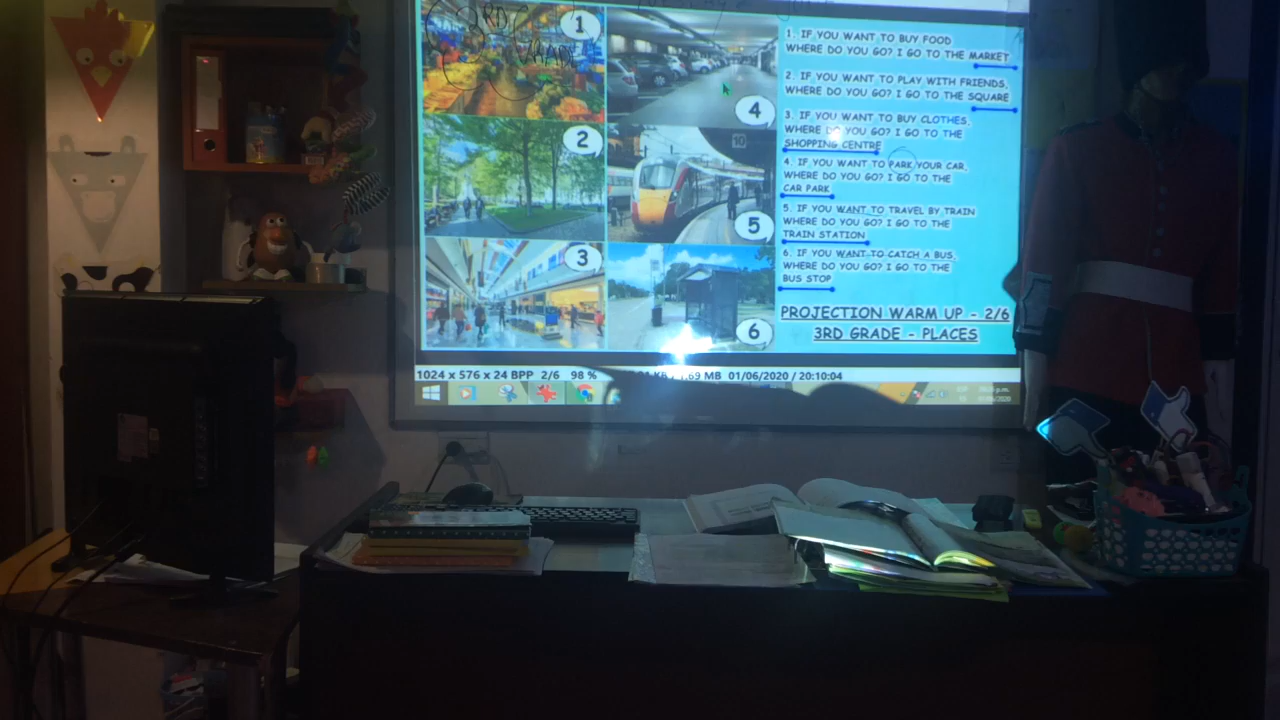 3RD GRADE
1
2
3
4
10
5
6
1. IF YOU WANT TO BUY FOOD
WHERE DO YOU GO? I GO TO THE MARKET
2. IF YOU WANT TO PLAY WITH FRIENDS,
WHERE DO YOU GO? I GO TO THE SQUARE
3. IF YOU WANT TO BUY CLOTHES,
WHERE DO YOU GO? I GO TO THE
SHOPPING CENTRE
4. IF YOU WANT TO PARK YOUR CAR,
WHERE DO YOU GO? I GO TO THE
CAR PARK
5. IF YOU WANT TO TRAVEL BY TRAIN
WHERE DO YOU GO? I GO TO THE
TRAIN STATION
6. IF YOU WANT TO CATCH A BUS,
WHERE DO YOU GO? I GO TO THE
BUS STOP
PROJECTION WARM UP - 2/6
3RD GRADE - PLACES
1024 x 576 x 24 BPP 2/6 98 % MB 01/06/2020 / 20:10:04